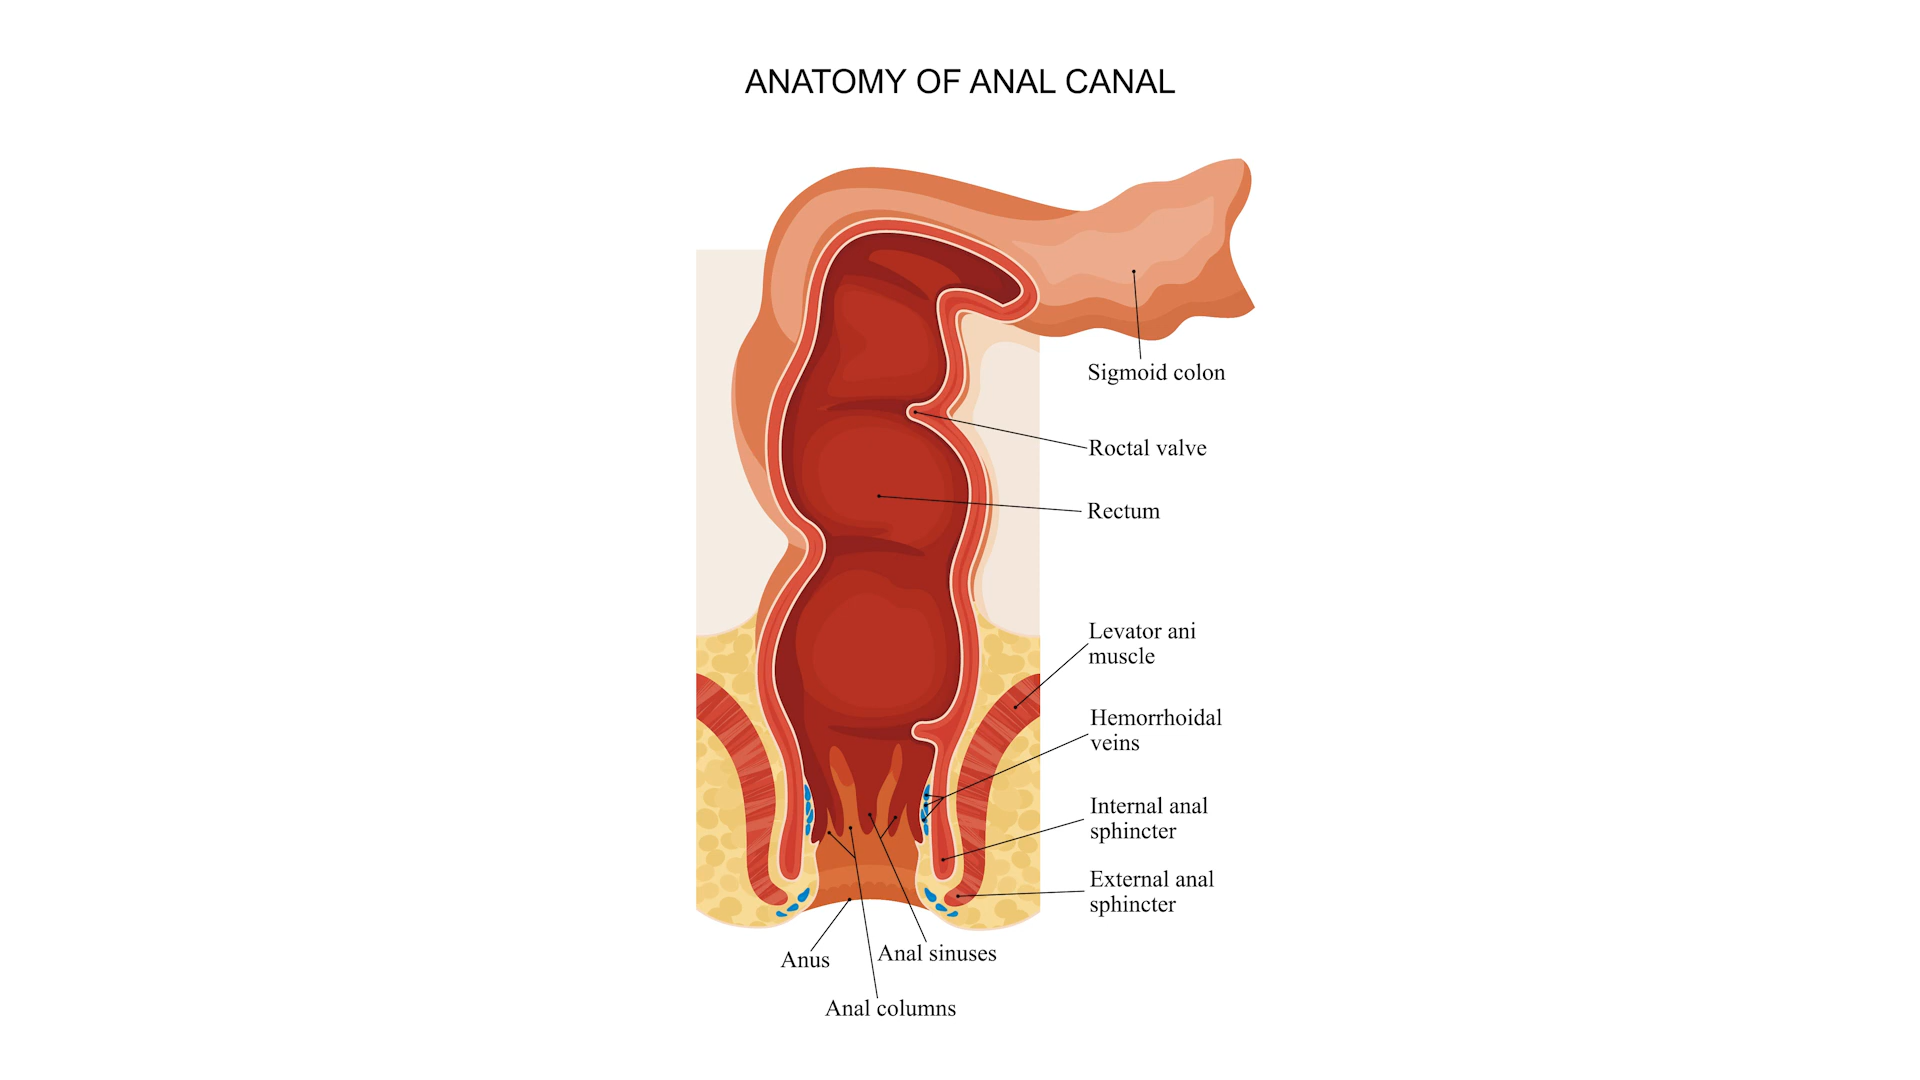 ANATOMY OF ANAL CANAL
Sigmoid colon
Roctal valve
Rectum
Levator ani
muscle
Hemorrhoidal
veins
Internal anal
sphincter
External anal
sphincter
Anal sinuses
Anus
Anal columns